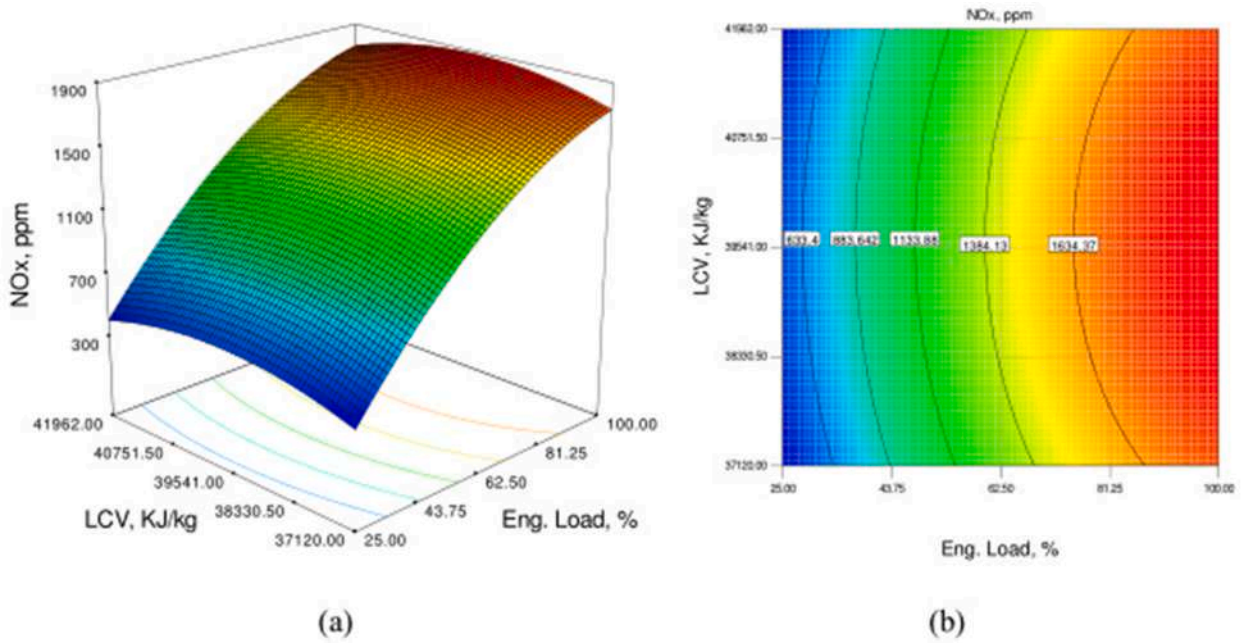 1900
1500
1100
700
300
NOx, ppm
41962.00
40751.50
39541.00
38330.50
37120.00
LCV, KJ/kg
25.00
43.75
62.50
81.25
100.00
Eng. Load, %
(a)
NOx, ppm
41962.00
40751.50
39541.00
38330.50
37120.00
LCV, KJ/kg
633.4 883.642 1133.88 1384.13 1634.37
25.00 43.75 62.50 81.25 100.00
Eng. Load, %
(b)